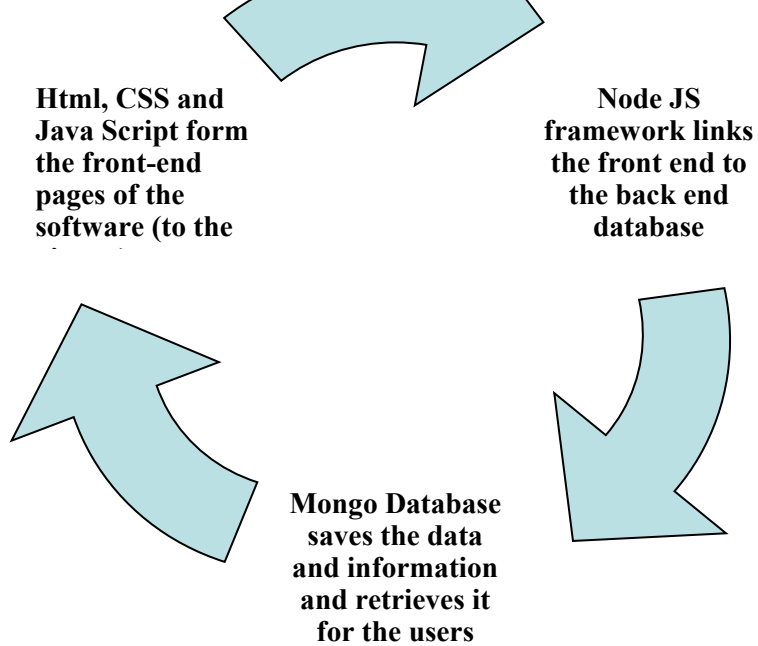 Html, CSS and
Java Script form
the front-end
pages of the
software (to the
Node JS
framework links
the front end to
the back end
database
Mongo Database
saves the data
and information
and retrieves it
for the users